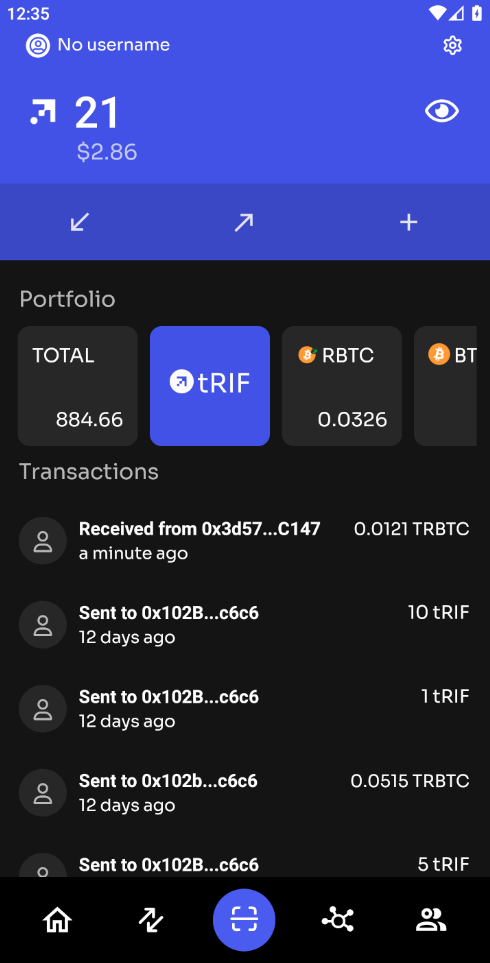 12:35
No username
21
$2.86
Portfolio
TOTAL
884.66
tRIF
RBTC
0.0326
BT
Transactions
Received from 0x3d57...C147
0.0121 TRBTC
a minute ago
Sent to 0x102B...c6c6
10 tRIF
12 days ago
Sent to 0x102B...c6c6
1 tRIF
12 days ago
Sent to 0x102b...c6c6
0.0515 TRBTC
12 days ago
Sent to 0x102B...c6c6
5 tRIF